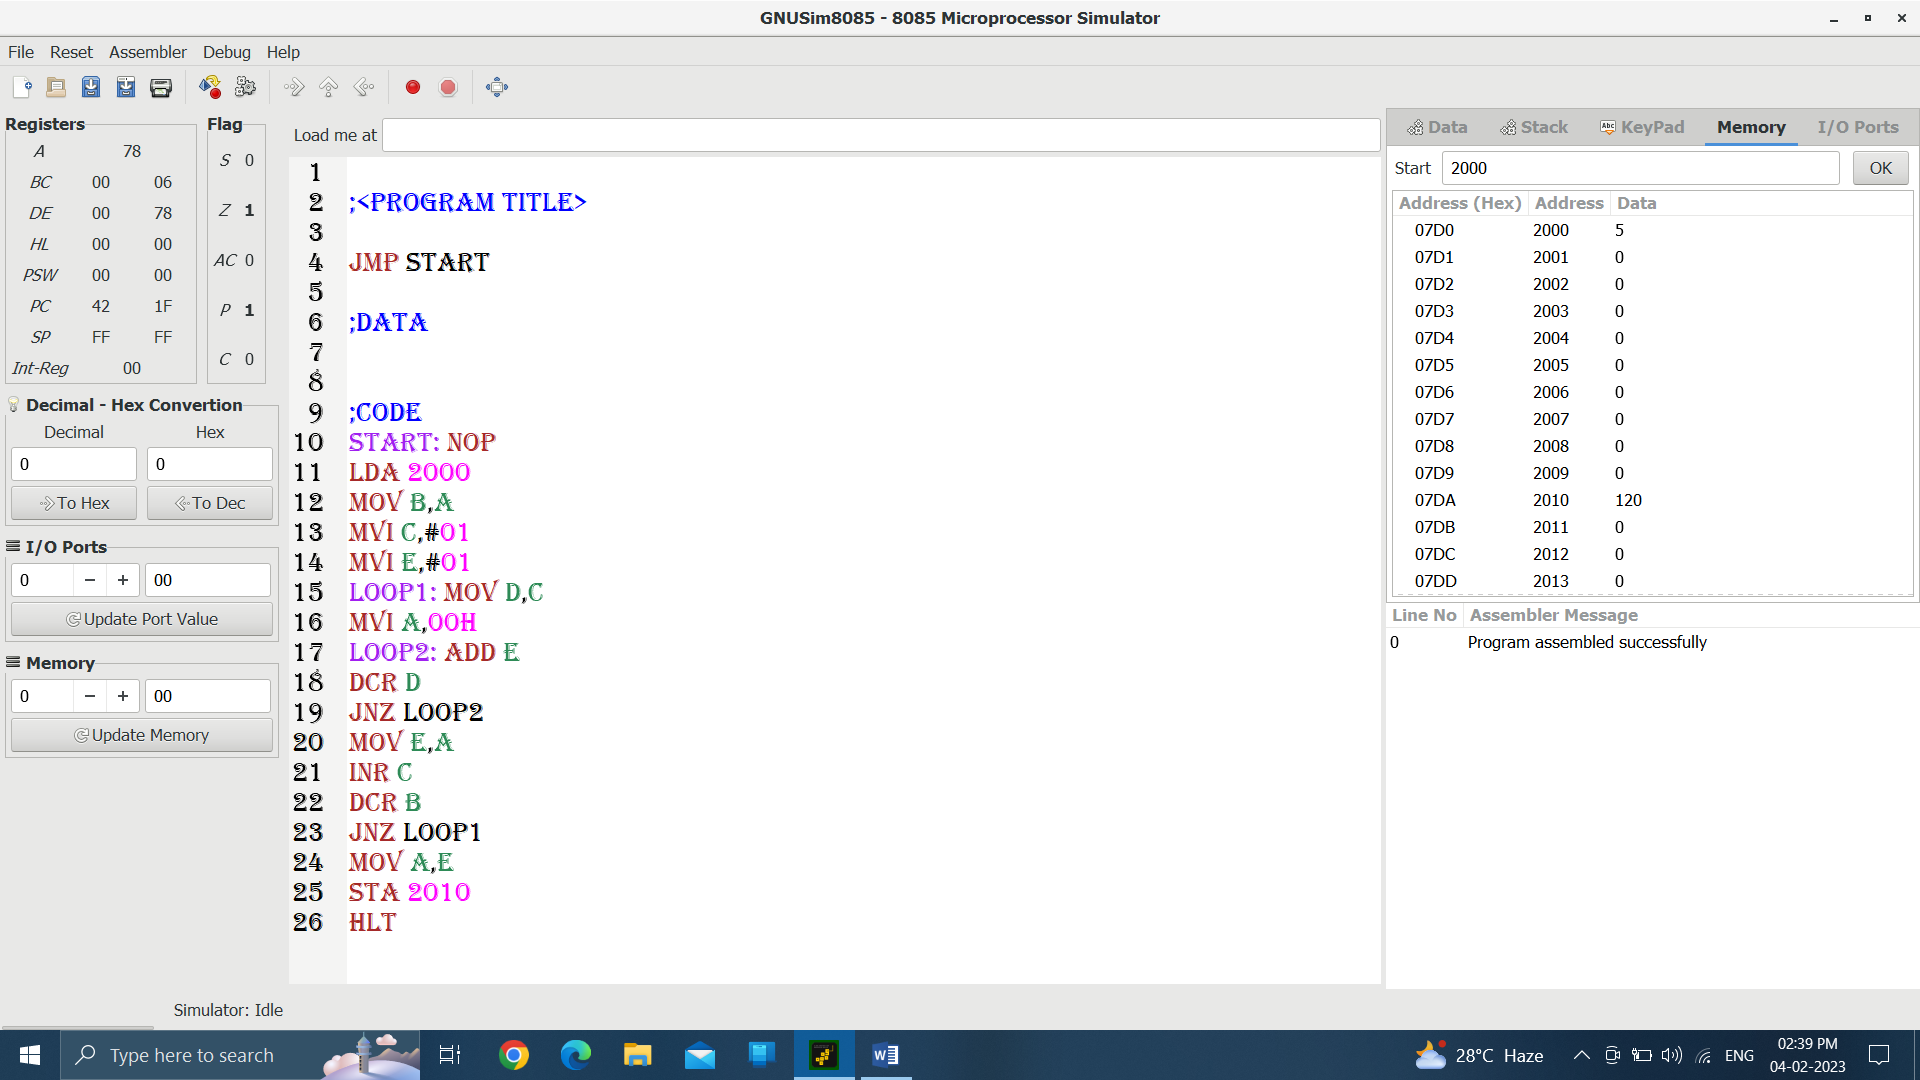 GNUSim8085 - 8085 Microprocessor Simulator
File Reset Assembler Debug Help
Registers
A 78
BC 00 06
DE 00 78
HL 00 00
PSW 00 00
PC 42 1F
SP FF FF
Int-Reg 00
Flag
S 0
Z 1
AC 0
P 1
C 0
Decimal - Hex Convertion
Decimal Hex
0 0
To Hex To Dec
I/O Ports
0 − + 00
Update Port Value
Memory
0 − + 00
Update Memory
Load me at
1
2 ;<PROGRAM TITLE>
3
4 JMP START
5
6 ;DATA
7
8
9 ;CODE
10 START: NOP
11 LDA 2000
12 MOV B,A
13 MVI C,#01
14 MVI E,#01
15 LOOP1: MOV D,C
16 MVI A,00H
17 LOOP2: ADD E
18 DCR D
19 JNZ LOOP2
20 MOV E,A
21 INR C
22 DCR B
23 JNZ LOOP1
24 MOV A,E
25 STA 2010
26 HLT
Data Stack Abc KeyPad Memory I/O Ports
Start 2000 OK
Address (Hex) Address Data
07D0 2000 5
07D1 2001 0
07D2 2002 0
07D3 2003 0
07D4 2004 0
07D5 2005 0
07D6 2006 0
07D7 2007 0
07D8 2008 0
07D9 2009 0
07DA 2010 120
07DB 2011 0
07DC 2012 0
07DD 2013 0
Line No Assembler Message
0 Program assembled successfully
Simulator: Idle
Type here to search
28°C Haze
ENG
02:39 PM
04-02-2023